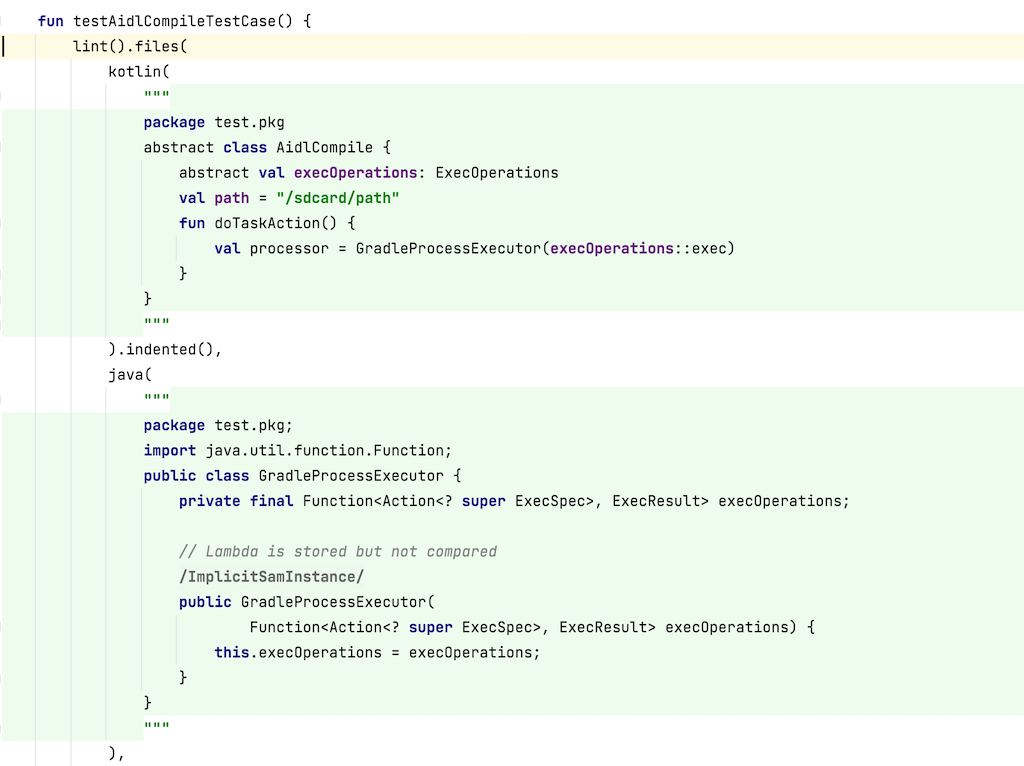 fun testAidlCompileTestCase() {
    lint().files(
        kotlin(
            """
            package test.pkg
            abstract class AidlCompile {
                abstract val execOperations: ExecOperations
                val path = "/sdcard/path"
                fun doTaskAction() {
                    val processor = GradleProcessExecutor(execOperations::exec)
                }
            }
            """
        ).indented(),
        java(
            """
            package test.pkg;
            import java.util.function.Function;
            public class GradleProcessExecutor {
                private final Function<Action<? super ExecSpec>, ExecResult> execOperations;

                // Lambda is stored but not compared
                /ImplicitSamInstance/
                public GradleProcessExecutor(
                        Function<Action<? super ExecSpec>, ExecResult> execOperations) {
                    this.execOperations = execOperations;
                }
            }
            """
        ),